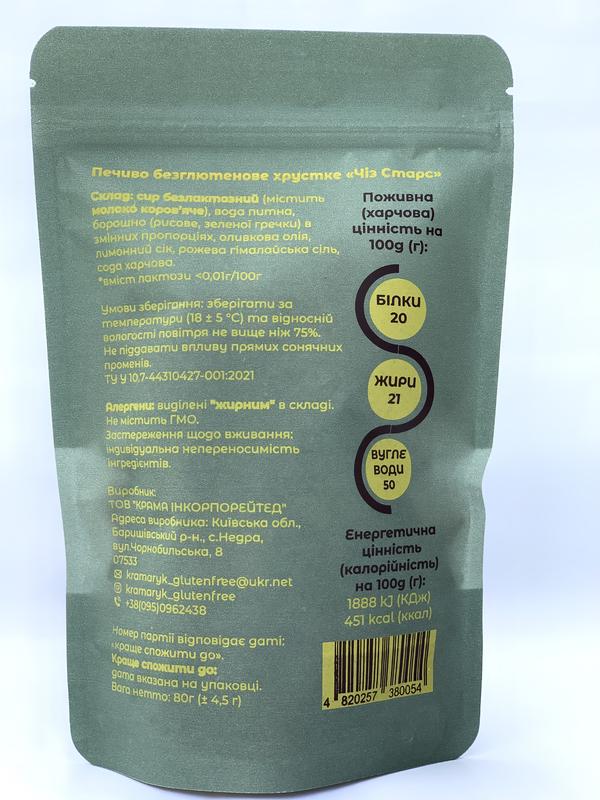 Печиво безглютенове хрустке «Чіз Старс»
Склад: сир безлактозний (містить
молоко коров'яче), вода питна,
борошно (рисове, зеленої гречки) в
змінних пропорціях, оливкова олія,
лимонний сік, рожева гімалайська сіль,
сода харчова.
*вміст лактози <0,01г/100г
Умови зберігання: зберігати за
температури (18 ± 5 °С) та відносній
вологості повітря не вище ніж 75%.
Не піддавати впливу прямих сонячних
променів.
ТУ У 10.7-44310427-001:2021
Алергени: виділені "жирним" в складі.
Не містить ГМО.
Застереження щодо вживання:
індивідуальна непереносимість
інгредієнтів.
Виробник:
ТОВ "КРАМА ІНКОРПОРЕЙТЕД"
Адреса виробника: Київська обл.,
Баришівський р-н., с.Недра,
вул.Чорнобильська, 8
07533
kramaryk_glutenfree@ukr.net
kramaryk_glutenfree
+38(095)0962438
Номер партії відповідає даті:
«краще спожити до».
Краще спожити до:
дата вказана на упаковці.
Вага нетто: 80г (± 4,5 г)
Поживна
(харчова)
цінність на
100g (г):
БІЛКИ
20
ЖИРИ
21
ВУГЛЕ
ВОДИ
50
Енергетична
цінність
(калорійність)
на 100g (г):
1888 kJ (КДж)
451 kcal (ккал)
4 820257 380054